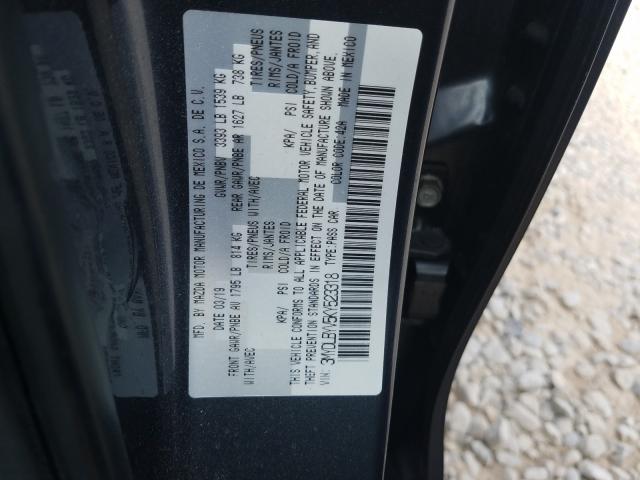 MFD. BY MAZDA MOTOR MANUFACTURING DE MEXICO S.A. DE C.V.
DATE 03/19 GVWR/PNBV 3393 LB 1539 KG
FRONT GAWR/PNBE AV 1795 LB 814 KG REAR GAWR/PNBE AR 1627 LB 738 KG
WITH/AVEC TIRES/PNEUS WITH/AVEC TIRES/PNEUS
RIMS/JANTES RIMS/JANTES
KPA/ PSI COLD/A FROID KPA/ PSI COLD/A FROID
THIS VEHICLE CONFORMS TO ALL APPLICABLE FEDERAL MOTOR VEHICLE SAFETY, BUMPER, AND
THEFT PREVENTION STANDARDS IN EFFECT ON THE DATE OF MANUFACTURE SHOWN ABOVE.
VIN: TYPE:PASS CAR COLOR CODE: 42A MADE IN MEXICO